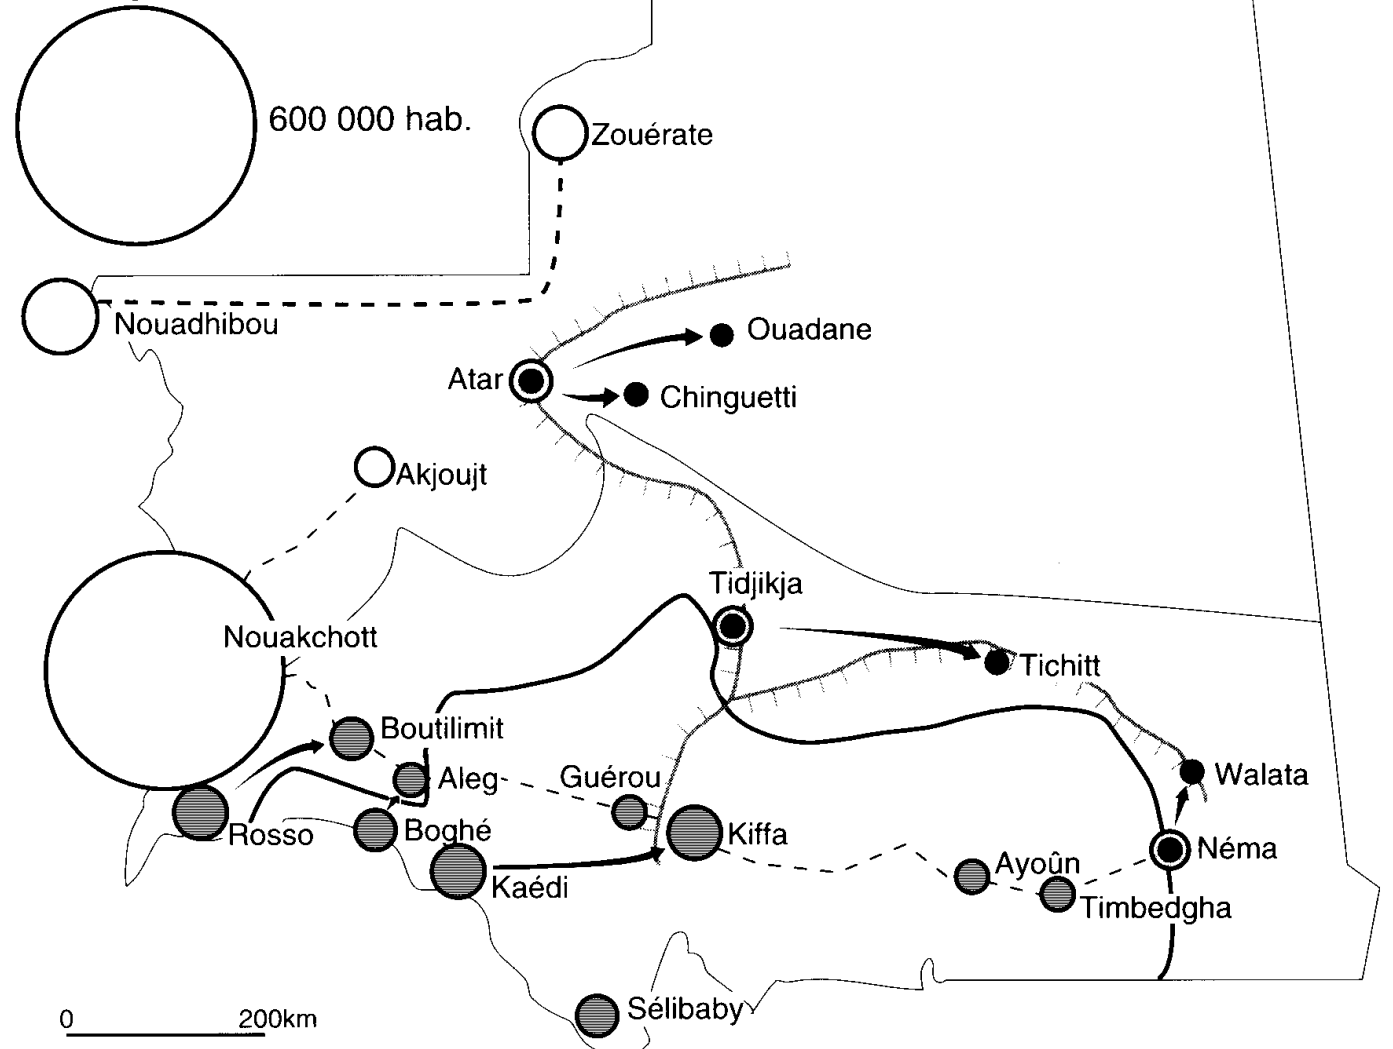 600 000 hab.
Zouérate
Nouadhibou
Ouadane
Atar
Chinguetti
Akjoujt
Tidjikja
Nouakchott
Tichitt
Boutilimit
Aleg
Guérou
Walata
Rosso
Boghé
Kiffa
Néma
Kaédi
Ayoûn
Timbedgha
Sélibaby
0 200km